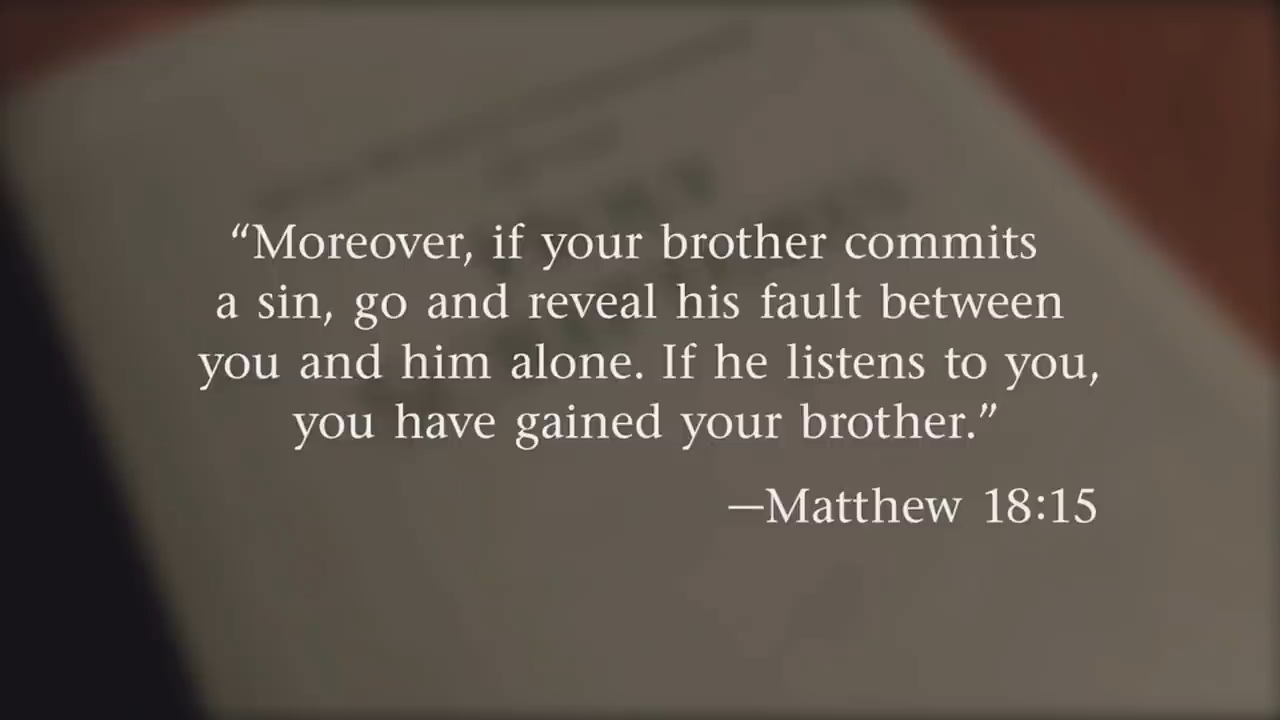 “Moreover, if your brother commits
a sin, go and reveal his fault between
you and him alone. If he listens to you,
you have gained your brother.”
—Matthew 18:15